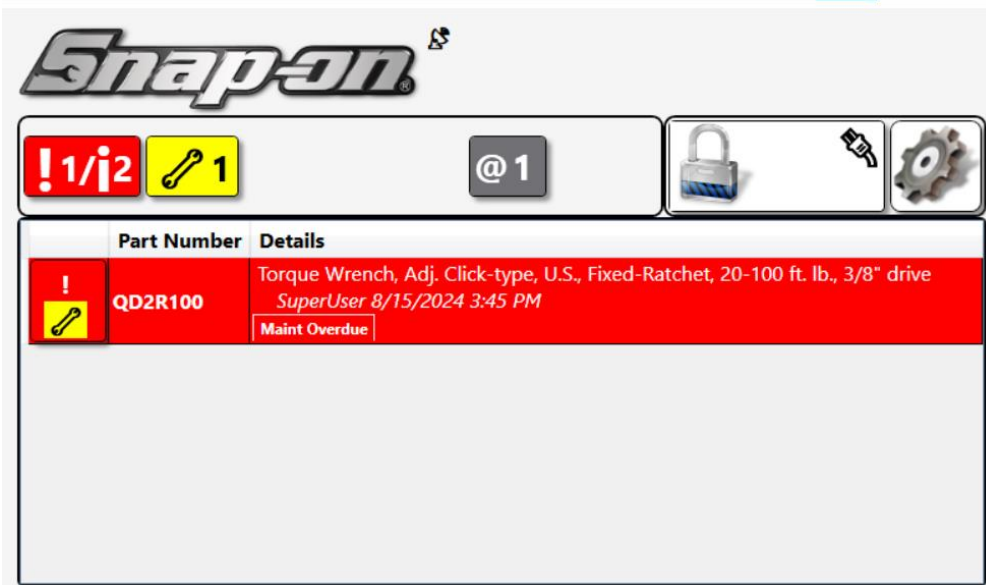 Snap-on®
!1/i2
1
@ 1
Part Number Details
!
QD2R100
Torque Wrench, Adj. Click-type, U.S., Fixed-Ratchet, 20-100 ft. lb., 3/8" drive
SuperUser 8/15/2024 3:45 PM
Maint Overdue